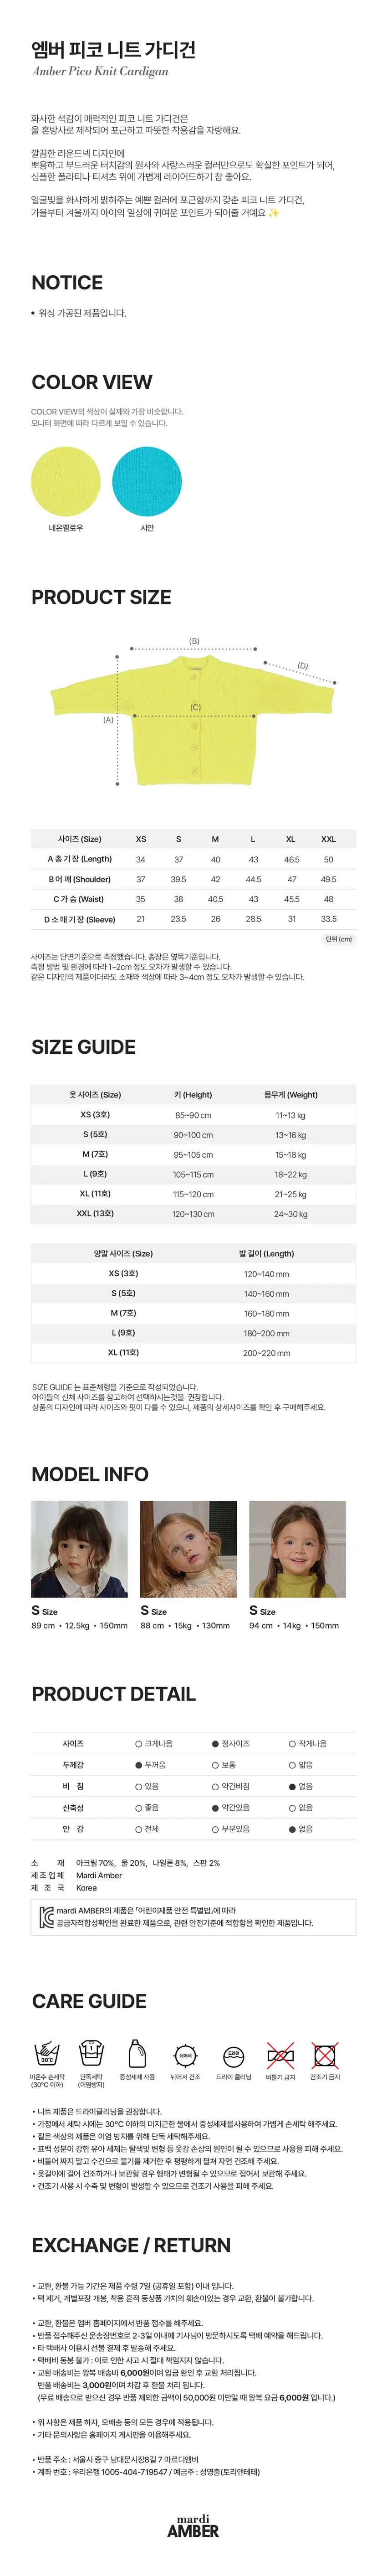 엠버 피코 니트 가디건
Amber Pico Knit Cardigan
화사한 색감이 매력적인 피코 니트 가디건은
울 혼방사로 제작되어 포근하고 따뜻한 착용감을 자랑해요.
깔끔한 라운드넥 디자인에
뽀용하고 부드러운 터치감의 원사와 사랑스러운 컬러만으로도 확실한 포인트가 되어,
심플한 폴라티나 티셔츠 위에 가볍게 레이어드하기 참 좋아요.
얼굴빛을 화사하게 밝혀주는 예쁜 컬러에 포근함까지 갖춘 피코 니트 가디건,
가을부터 겨울까지 아이의 일상에 귀여운 포인트가 되어줄 거예요 ✨
NOTICE
• 워싱 가공된 제품입니다.
COLOR VIEW
COLOR VIEW의 색상이 실제와 가장 비슷합니다.
모니터 화면에 따라 다르게 보일 수 있습니다.
네온옐로우 시안
PRODUCT SIZE
(B)
(D)
(C)
(A)
사이즈 (Size) XS S M L XL XXL
A 총 기 장 (Length) 34 37 40 43 46.5 50
B 어 깨 (Shoulder) 37 39.5 42 44.5 47 49.5
C 가 슴 (Waist) 35 38 40.5 43 45.5 48
D 소 매 기 장 (Sleeve) 21 23.5 26 28.5 31 33.5
단위 (cm)
사이즈는 단면기준으로 측정했습니다. 총장은 옆목기준입니다.
측정 방법 및 환경에 따라 1~2cm 정도 오차가 발생할 수 있습니다.
같은 디자인의 제품이더라도 소재와 색상에 따라 3~4cm 정도 오차가 발생할 수 있습니다.
SIZE GUIDE
옷 사이즈 (Size) 키 (Height) 몸무게 (Weight)
XS (3호) 85~90 cm 11~13 kg
S (5호) 90~100 cm 13~16 kg
M (7호) 95~105 cm 15~18 kg
L (9호) 105~115 cm 18~22 kg
XL (11호) 115~120 cm 21~25 kg
XXL (13호) 120~130 cm 24~30 kg
양말 사이즈 (Size) 발 길이 (Length)
XS (3호) 120~140 mm
S (5호) 140~160 mm
M (7호) 160~180 mm
L (9호) 180~200 mm
XL (11호) 200~220 mm
SIZE GUIDE 는 표준체형을 기준으로 작성되었습니다.
아이들의 신체 사이즈를 참고하여 선택하시는것을 권장합니다.
상품의 디자인에 따라 사이즈와 핏이 다를 수 있으니, 제품의 상세사이즈를 확인 후 구매해주세요.
MODEL INFO
S Size S Size S Size
89 cm • 12.5kg • 150mm 88 cm • 15kg • 130mm 94 cm • 14kg • 150mm
PRODUCT DETAIL
사이즈 ○ 크게나옴 ● 정사이즈 ○ 작게나옴
두께감 ● 두꺼움 ○ 보통 ○ 얇음
비 침 ○ 있음 ○ 약간비침 ● 없음
신축성 ○ 좋음 ● 약간있음 ○ 없음
안 감 ○ 전체 ○ 부분있음 ● 없음
소 재 아크릴 70%, 울 20%, 나일론 8%, 스판 2%
제 조 업 체 Mardi Amber
제 조 국 Korea
mardi AMBER의 제품은 「어린이제품 안전 특별법」에 따라
공급자적합성확인을 완료한 제품으로, 관련 안전기준에 적합함을 확인한 제품입니다.
CARE GUIDE
30℃ 1 뉘어서 드라이
미온수 손세탁 단독세탁 중성세제 사용 뉘어서 건조 드라이 클리닝 비틀기 금지 건조기 금지
(30℃ 이하) (이염방지)
• 니트 제품은 드라이클리닝을 권장합니다.
• 가정에서 세탁 시에는 30℃ 이하의 미지근한 물에서 중성세제를사용하여 가볍게 손세탁 해주세요.
• 짙은 색상의 제품은 이염 방지를 위해 단독 세탁해주세요.
• 표백 성분이 강한 유아 세제는 탈색및 변형 등 옷감 손상의 원인이 될 수 있으므로 사용을 피해 주세요.
• 비틀어 짜지 말고 수건으로 물기를 제거한 후 평평하게 펼쳐 자연 건조해 주세요.
• 옷걸이에 걸어 건조하거나 보관할 경우 형태가 변형될 수 있으므로 접어서 보관해 주세요.
• 건조기 사용 시 수축 및 변형이 발생할 수 있으므로 건조기 사용을 피해 주세요.
EXCHANGE / RETURN
• 교환, 환불 가능 기간은 제품 수령 7일 (공휴일 포함) 이내 입니다.
• 택 제거, 개별포장 개봉, 착용 흔적 등상품 가치의 훼손이있는 경우 교환, 환불이 불가합니다.
• 교환, 환불은 엠버 홈페이지에서 반품 접수를 해주세요.
• 반품 접수해주신 운송장번호로 2-3일 이내에 기사님이 방문하시도록 택배 예약을 해드립니다.
• 타 택배사 이용시 선불 결제 후 발송해 주세요.
• 택배비 동봉 불가 : 이로 인한 사고 시 절대 책임지지 않습니다.
• 교환 배송비는 왕복 배송비 6,000원이며 입금 확인 후 교환 처리됩니다.
반품 배송비는 3,000원이며 차감 후 환불 처리 됩니다.
(무료 배송으로 받으신 경우 반품 제외한 금액이 50,000원 미만일 때 왕복 요금 6,000원 입니다.)
• 위 사항은 제품 하자, 오배송 등의 모든 경우에 적용됩니다.
• 기타 문의사항은 홈페이지 게시판을 이용해주세요.
• 반품 주소 : 서울시 중구 남대문시장8길 7 마르디엠버
• 계좌 번호 : 우리은행 1005-404-719547 / 예금주 : 성영출(토리앤테테)
mardi
AMBER